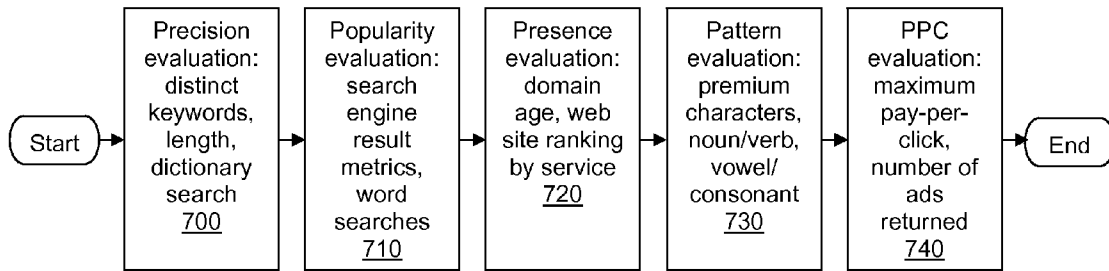 Start
Precision
evaluation:
distinct
keywords,
length,
dictionary
search
700
Popularity
evaluation:
search
engine
result
metrics,
word
searches
710
Presence
evaluation:
domain
age, web
site ranking
by service
720
Pattern
evaluation:
premium
characters,
noun/verb,
vowel/
consonant
730
PPC
evaluation:
maximum
pay-per-
click,
number of
ads
returned
740
End